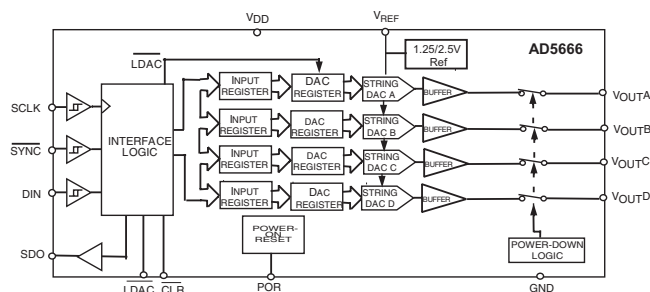 VDD
VREF
LDAC
1.25/2.5V
Ref
AD5666
SCLK
SYNC
DIN
SDO
INTERFACE
LOGIC
INPUT
REGISTER
DAC
REGISTER
STRING
DAC A
BUFFER
VOUTA
INPUT
REGISTER
DAC
REGISTER
STRING
DAC B
BUFFER
VOUTB
INPUT
REGISTER
DAC
REGISTER
STRING
DAC C
BUFFER
VOUTC
INPUT
REGISTER
DAC
REGISTER
STRING
DAC D
BUFFER
VOUTD
POWER-
ON
RESET
POWER-DOWN
LOGIC
LDAC
CLR
POR
GND